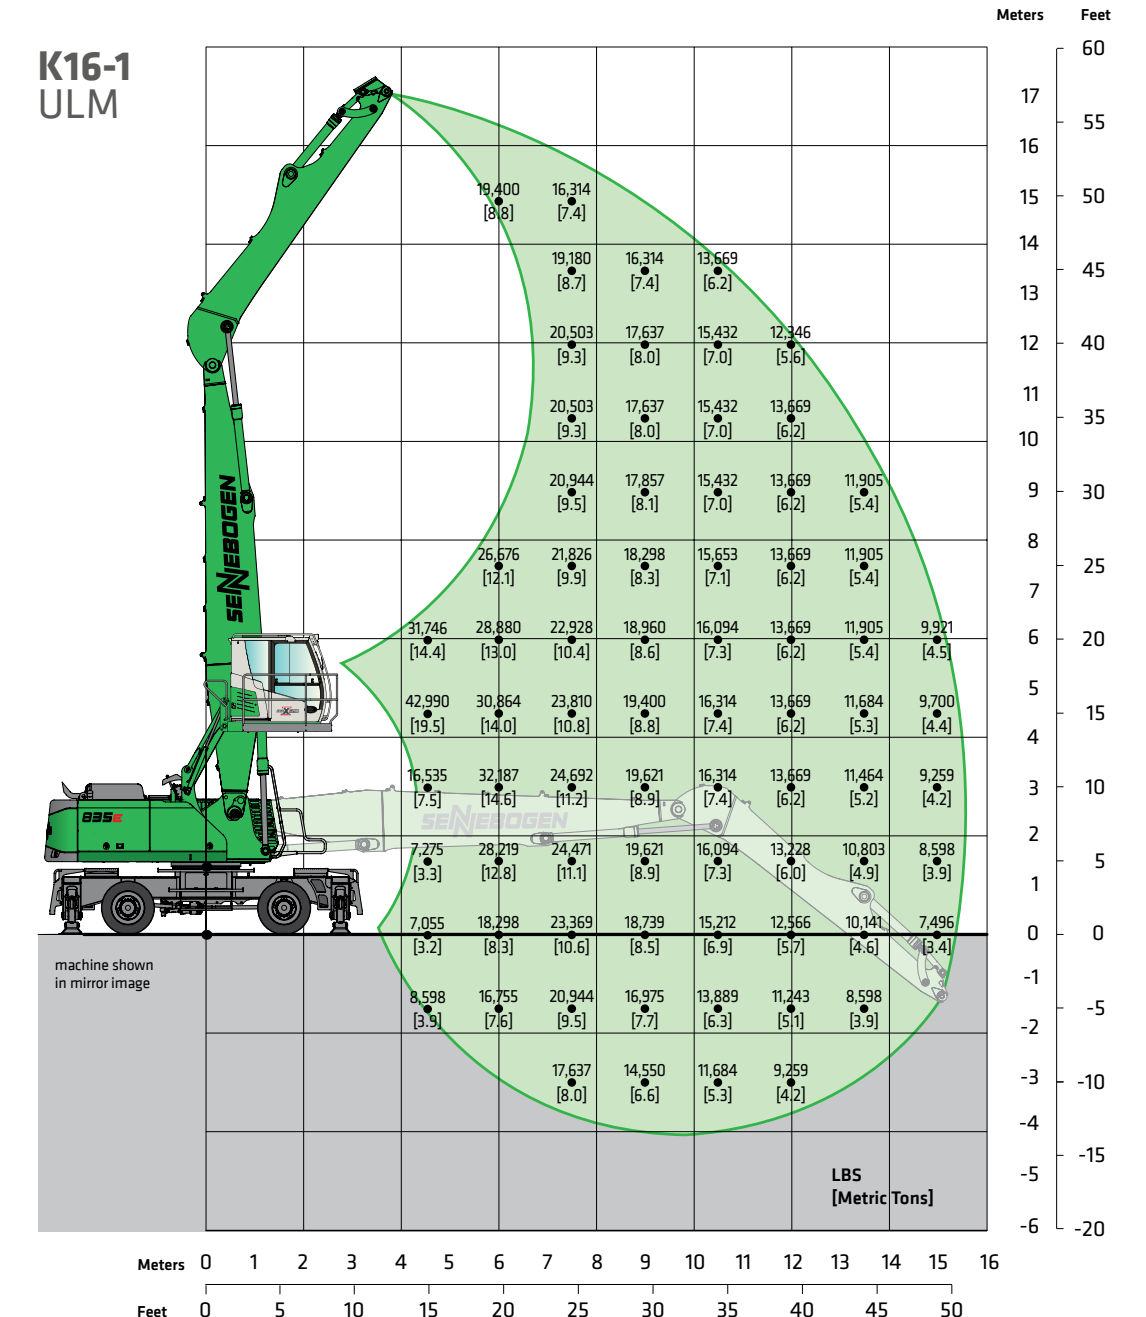 Meters Feet
K16-1
ULM
60
17
55
16
19,400 16,314
15 50
[8.8] [7.4]
14
19,180 16,314 13,669
45
[8.7] [7.4] [6.2]
13
20,503 17,637 15,432 12,346
12 40
[9.3] [8.0] [7.0] [5.6]
11
20,503 17,637 15,432 13,669
35
[9.3] [8.0] [7.0] [6.2]
10
20,944 17,857 15,432 13,669 11,905
9 30
[9.5] [8.1] [7.0] [6.2] [5.4]
SENNEBOGEN
8
26,676 21,826 18,298 15,653 13,669 11,905
25
[12.1] [9.9] [8.3] [7.1] [6.2] [5.4]
7
31,746 28,880 22,928 18,960 16,094 13,669 11,905 9,921
6 20
[14.4] [13.0] [10.4] [8.6] [7.3] [6.2] [5.4] [4.5]
5
42,990 30,864 23,810 19,400 16,314 13,669 11,684 9,700
15
[19.5] [14.0] [10.8] [8.8] [7.4] [6.2] [5.3] [4.4]
4
16,535 32,187 24,692 19,621 16,314 13,669 11,464 9,259
3 10
[7.5] [14.6] [11.2] [8.9] [7.4] [6.2] [5.2] [4.2]
835E
SENNEBOGEN
2
7,275 28,219 24,471 19,621 16,094 13,228 10,803 8,598
5
[3.3] [12.8] [11.1] [8.9] [7.3] [6.0] [4.9] [3.9]
1
7,055 18,298 23,369 18,739 15,212 12,566 10,141 7,496
0 0
[3.2] [8.3] [10.6] [8.5] [6.9] [5.7] [4.6] [3.4]
machine shown
in mirror image
-1
8,598 16,755 20,944 16,975 13,889 11,243 8,598
-5
[3.9] [7.6] [9.5] [7.7] [6.3] [5.1] [3.9]
-2
17,637 14,550 11,684 9,259
-3 -10
[8.0] [6.6] [5.3] [4.2]
-4
-15
LBS
-5
[Metric Tons]
-6 -20
Meters 0 1 2 3 4 5 6 7 8 9 10 11 12 13 14 15 16
Feet 0 5 10 15 20 25 30 35 40 45 50